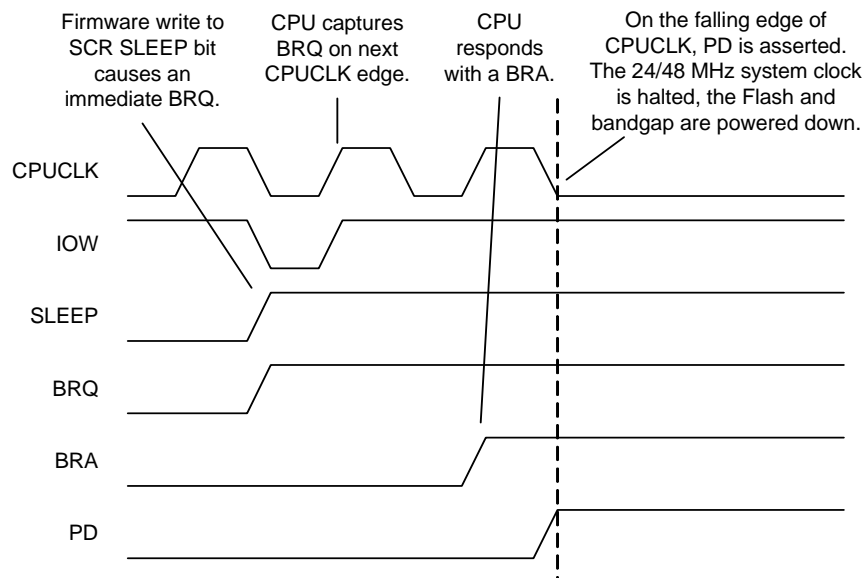 Firmware write to
SCR SLEEP bit
causes an
immediate BRQ.
CPU captures
BRQ on next
CPUCLK edge.
CPU
responds
with a BRA.
On the falling edge of
CPUCLK, PD is asserted.
The 24/48 MHz system clock
is halted, the Flash and
bandgap are powered down.
CPUCLK
IOW
SLEEP
BRQ
BRA
PD